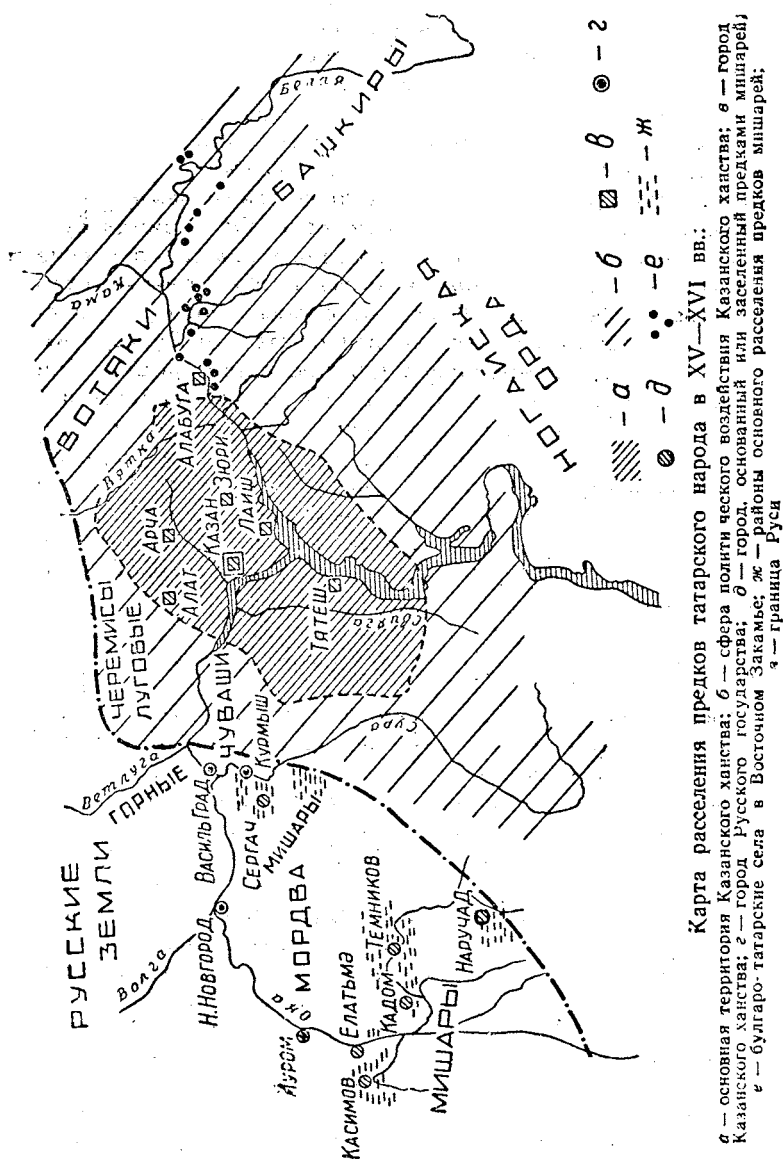 РУССКИЕ
ЗЕМЛИ
Ветлуга
ЧЕРЕМИСЫ
ЛУГОВЫЕ
ГОРНЫЕ
ЧУВАШИ
Волга
Н.НОВГОРОД
ВАСИЛЬГРАД
КУРМЫШ
СЕРГАЧ
МИШАРЫ
МОРДВА
Ока
МУРОМ
ЕЛАТЬМА
КАСИМОВ
КАДОМ
ТЕМНИКОВ
НАРУЧАД
МИШАРЫ
Сура
Свияга
АРЧА
АЛАТ
КАЗАН
ЗЮРИ
ЛАИШ
АЛАБУГА
ТЯТЕШ
Вятка
ВОТЯКИ
Кама
БАШКИРЫ
Белая
НОГАЙСКАЯ
ОРДА
– а
– б
– в
– г
– д
– е
– ж
Карта расселения предков татарского народа в XV—XVI вв.:
а — основная территория Казанского ханства; б — сфера политического воздействия Казанского ханства; в — город
Казанского ханства; г — город Русского государства; д — город, основанный или заселенный предками мишарей;
е — булгаро-татарские села в Восточном Закамье; ж — районы основного расселения предков мишарей;
з — граница Руси